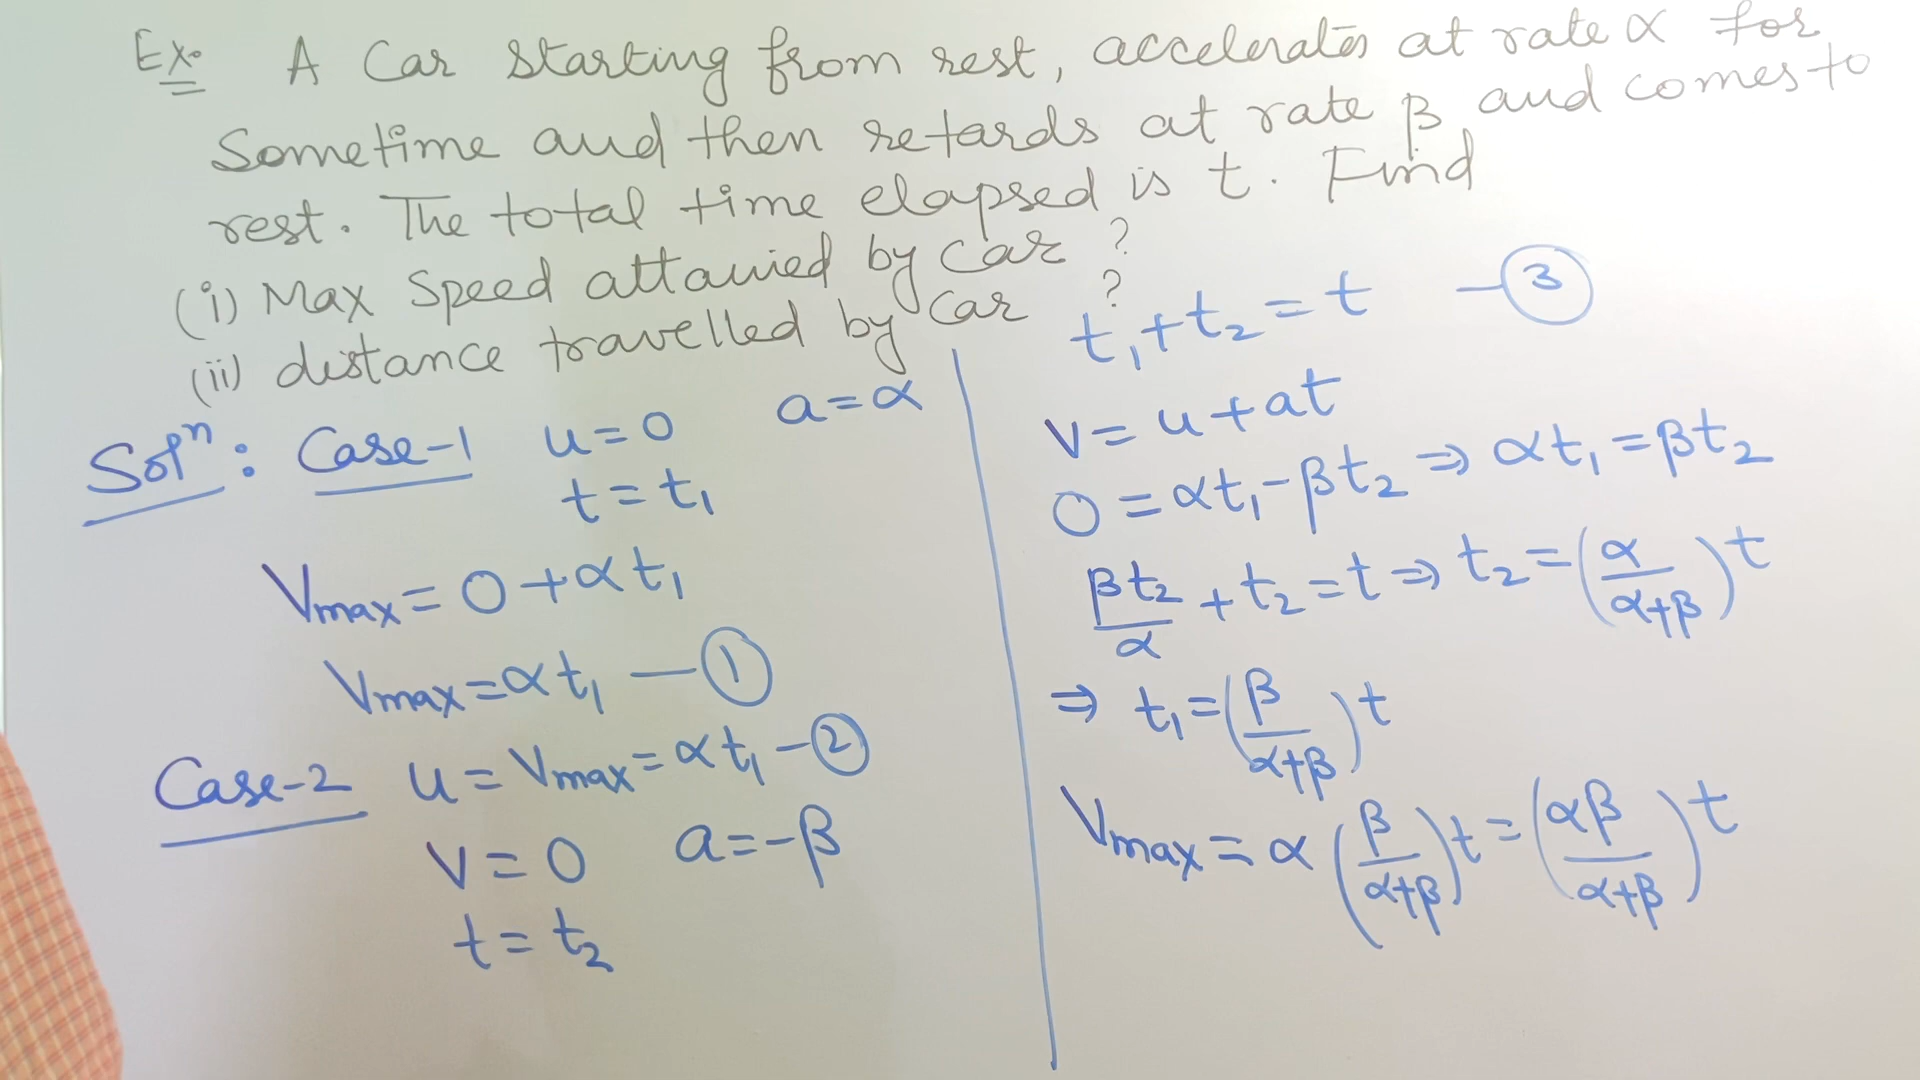 Ex. A Car starting from rest, accelerates at rate α for
Sometime and then retards at rate β and comes to
rest. The total time elapsed is t. Find
(i) Max Speed attained by Car ?
(ii) distance travelled by Car ?
Solⁿ: Case-1 u=0 a=α
t=t₁
Vmax=0+αt₁
Vmax=αt₁ —①
Case-2 u=Vmax=αt₁ -②
V=0 a=-β
t=t₂
t₁+t₂=t —③
V=u+at
0=αt₁-βt₂ ⇒ αt₁=βt₂
βt₂/α +t₂=t ⇒ t₂=(α/α+β)t
⇒ t₁=(β/α+β)t
Vmax=α(β/α+β)t=(αβ/α+β)t